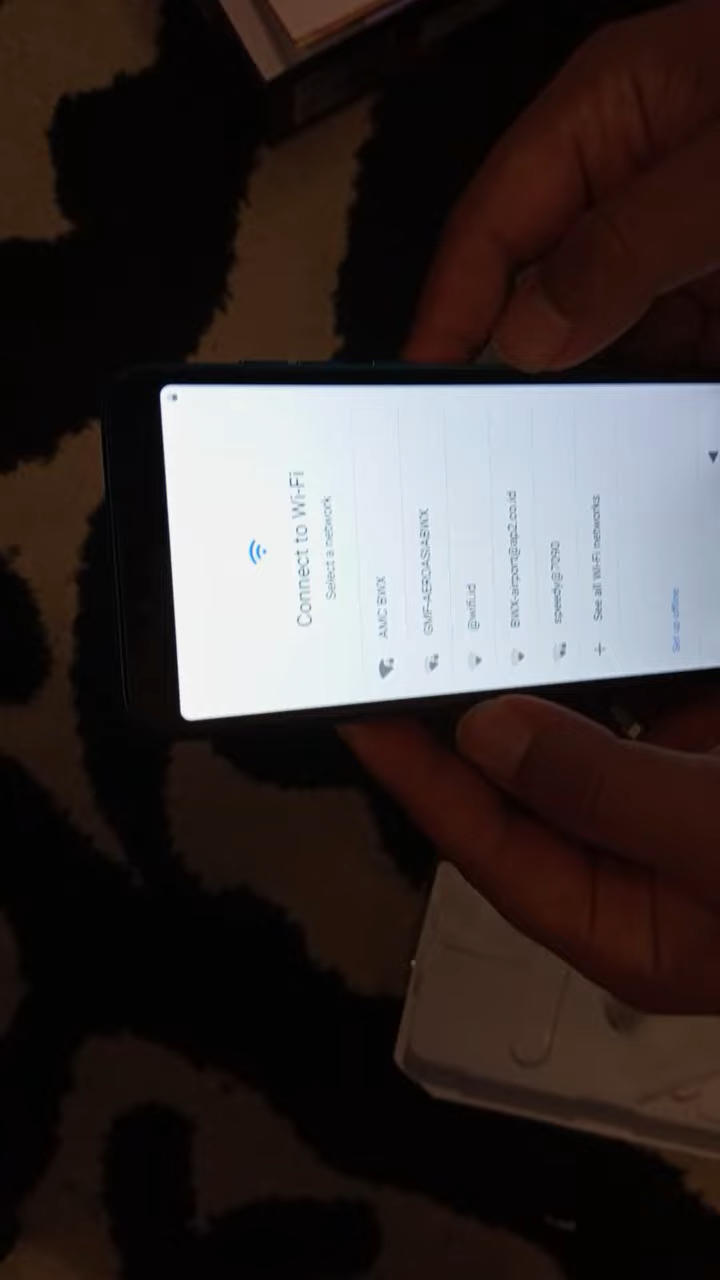 Connect to Wi-Fi
Select a network
AMC BWX
GMF-AEROASIABWX
@wifi.id
BWX-airport@ap2.co.id
speedy@7090
See all Wi-Fi networks
Set up offline